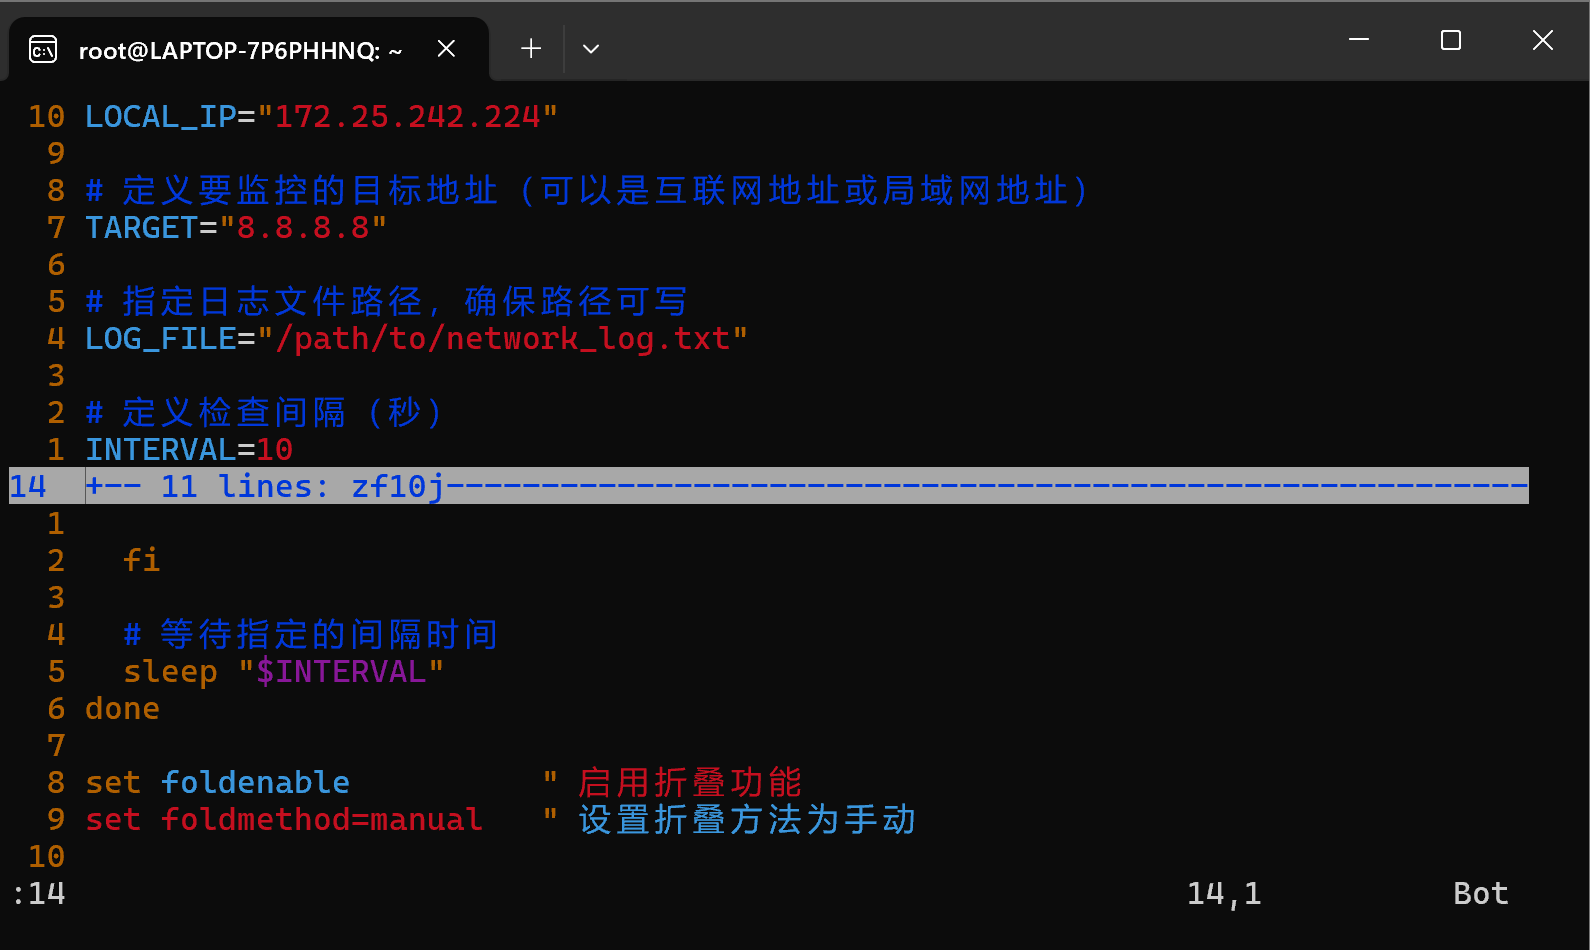 root@LAPTOP-7P6PHHNQ: ~
10 LOCAL_IP="172.25.242.224"
9
8 # 定义要监控的目标地址（可以是互联网地址或局域网地址）
7 TARGET="8.8.8.8"
6
5 # 指定日志文件路径，确保路径可写
4 LOG_FILE="/path/to/network_log.txt"
3
2 # 定义检查间隔（秒）
1 INTERVAL=10
14 +-- 11 lines: zf10j---------------------------------------------------------
1
2 fi
3
4 # 等待指定的间隔时间
5 sleep "$INTERVAL"
6 done
7
8 set foldenable " 启用折叠功能
9 set foldmethod=manual " 设置折叠方法为手动
10
:14 14,1 Bot